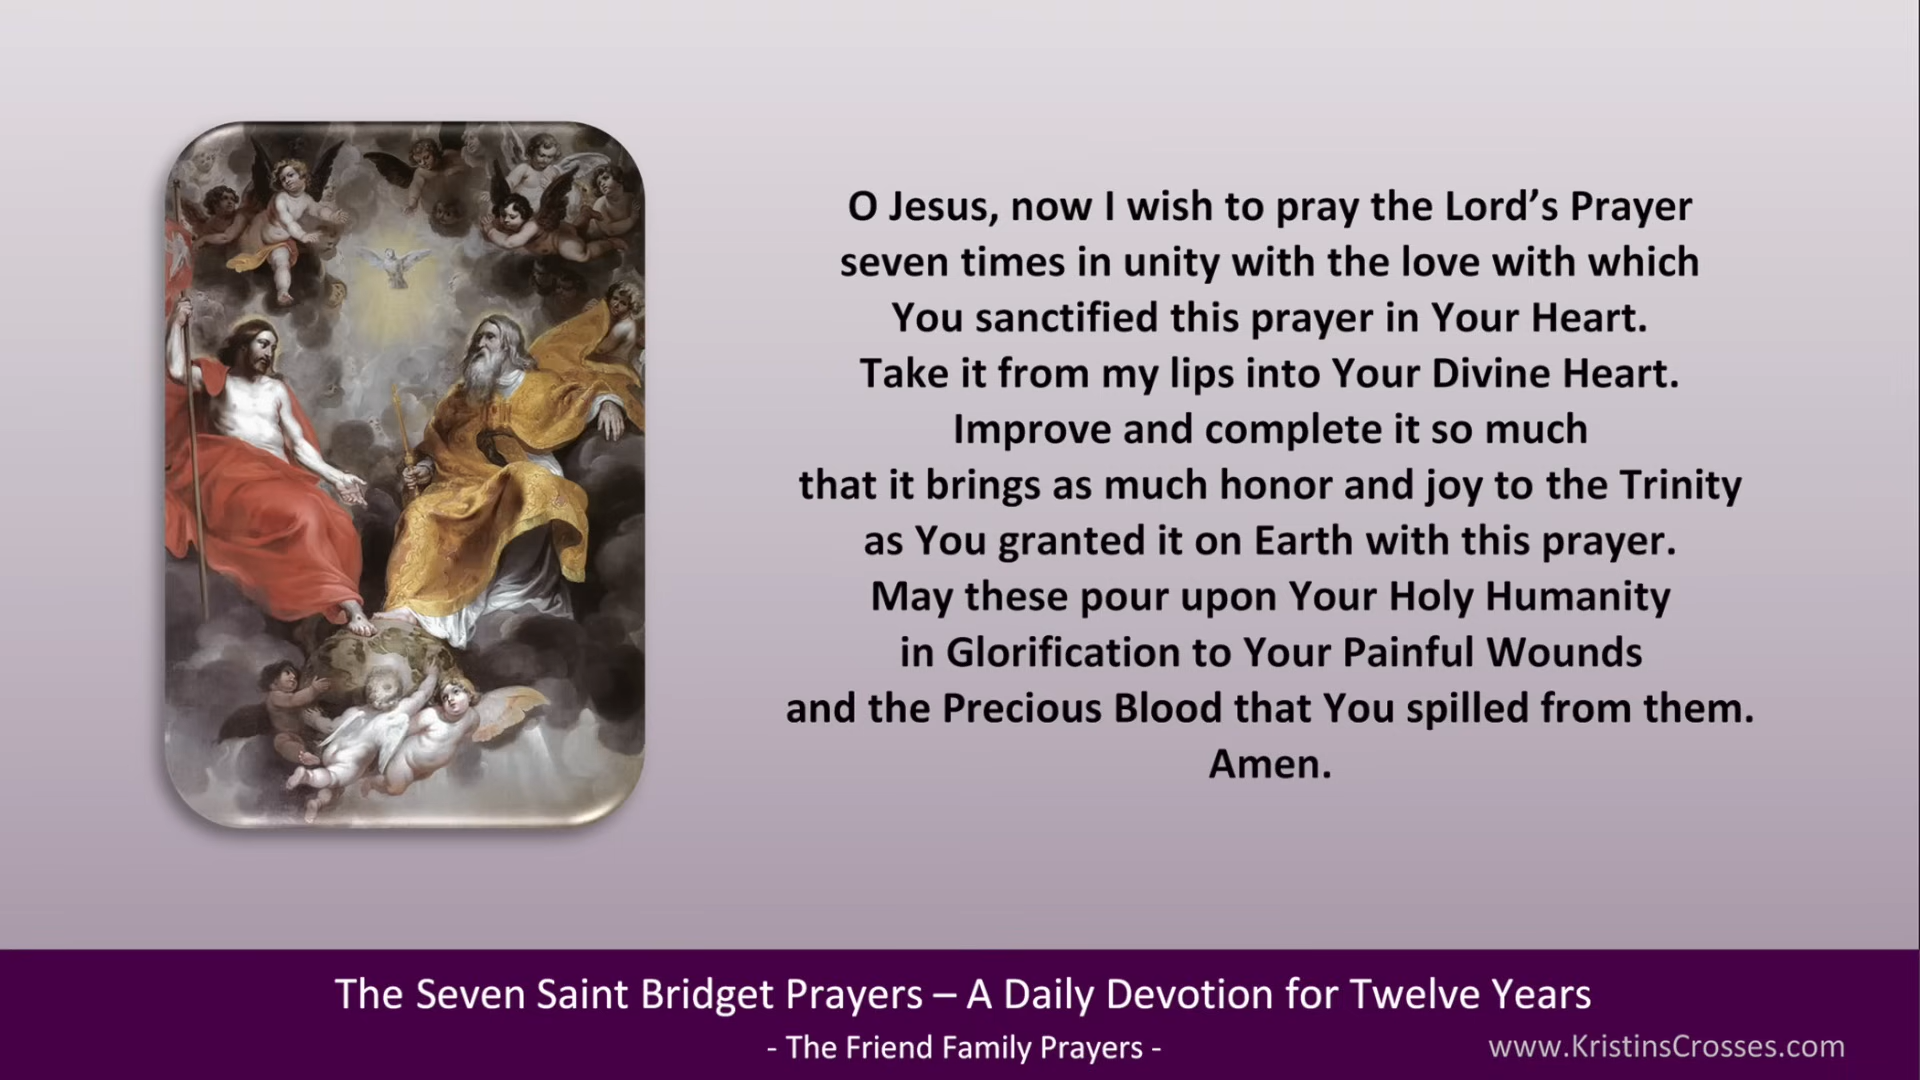 O Jesus, now I wish to pray the Lord’s Prayer
seven times in unity with the love with which
You sanctified this prayer in Your Heart.
Take it from my lips into Your Divine Heart.
Improve and complete it so much
that it brings as much honor and joy to the Trinity
as You granted it on Earth with this prayer.
May these pour upon Your Holy Humanity
in Glorification to Your Painful Wounds
and the Precious Blood that You spilled from them.
Amen.
The Seven Saint Bridget Prayers – A Daily Devotion for Twelve Years
- The Friend Family Prayers -
www.KristinsCrosses.com